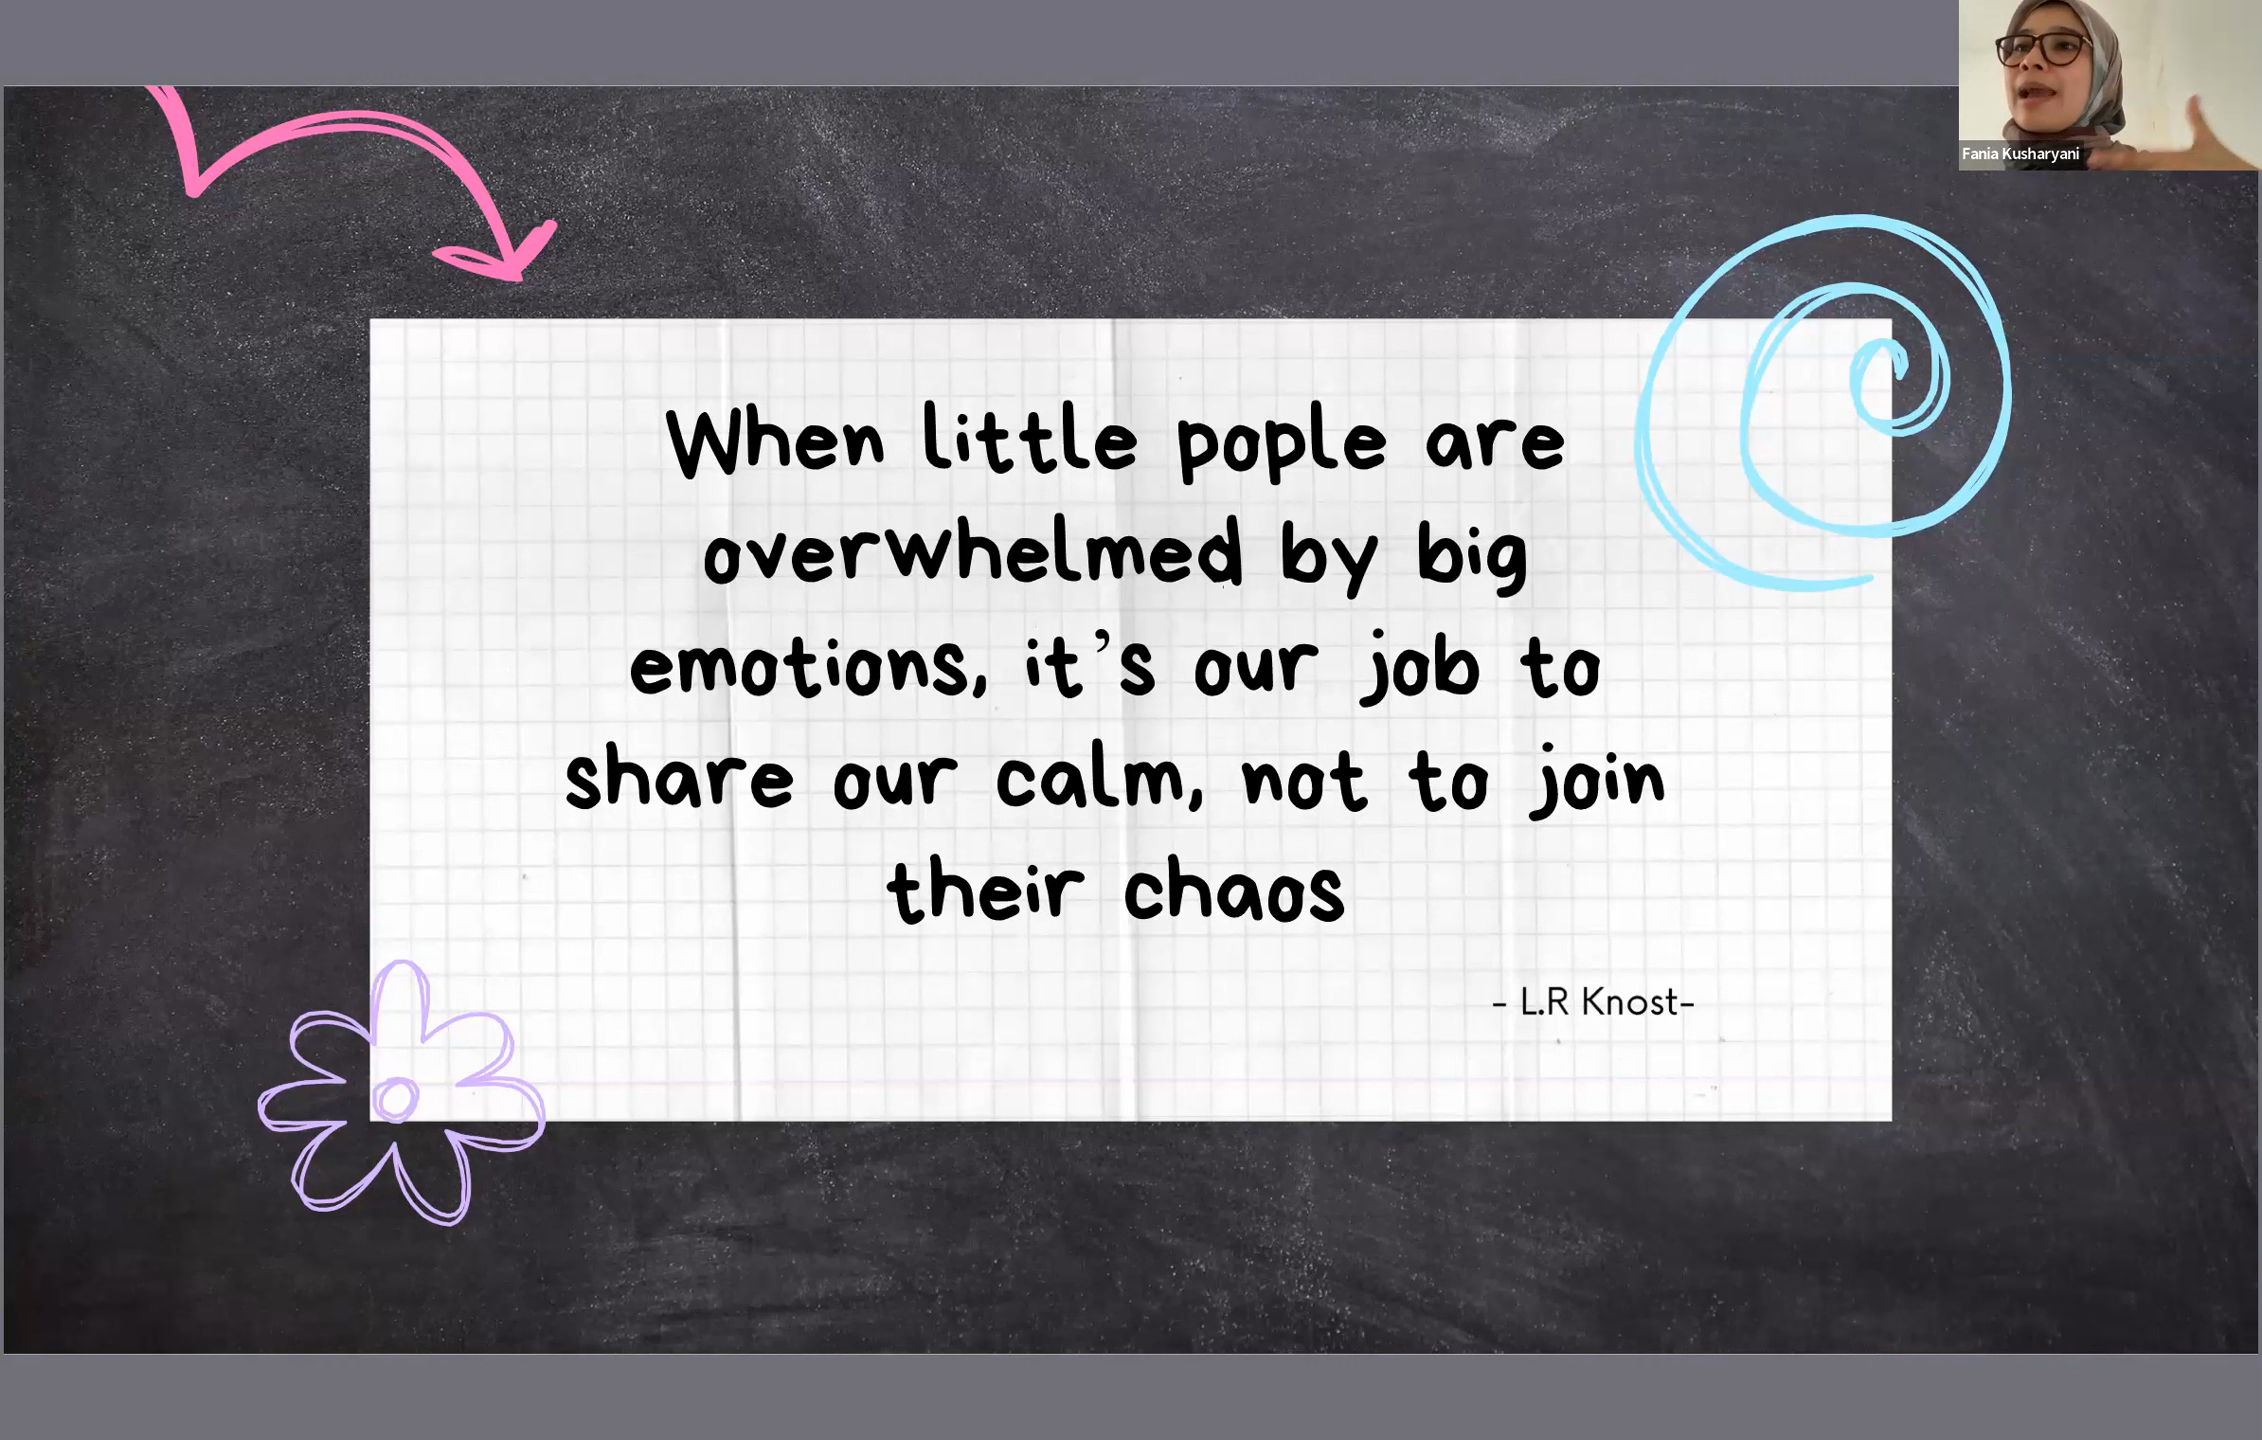 Fania Kusharyani
When little pople are
overwhelmed by big
emotions, it's our job to
share our calm, not to join
their chaos
- L.R Knost-